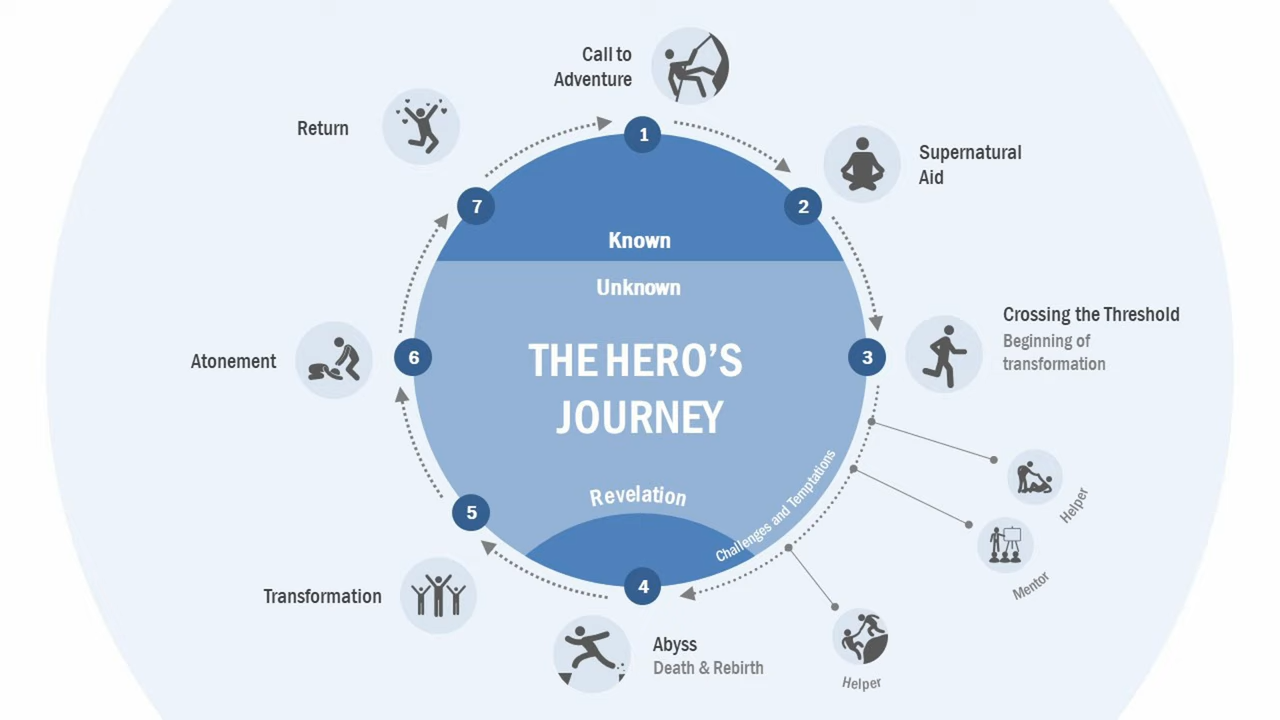 Call to
Adventure
1
Supernatural
Aid
2
Crossing the Threshold
Beginning of
transformation
3
Helper
Mentor
Helper
Challenges and Temptations
Abyss
Death & Rebirth
4
Transformation
5
Atonement
6
Return
7
Known
Unknown
THE HERO'S
JOURNEY
Revelation